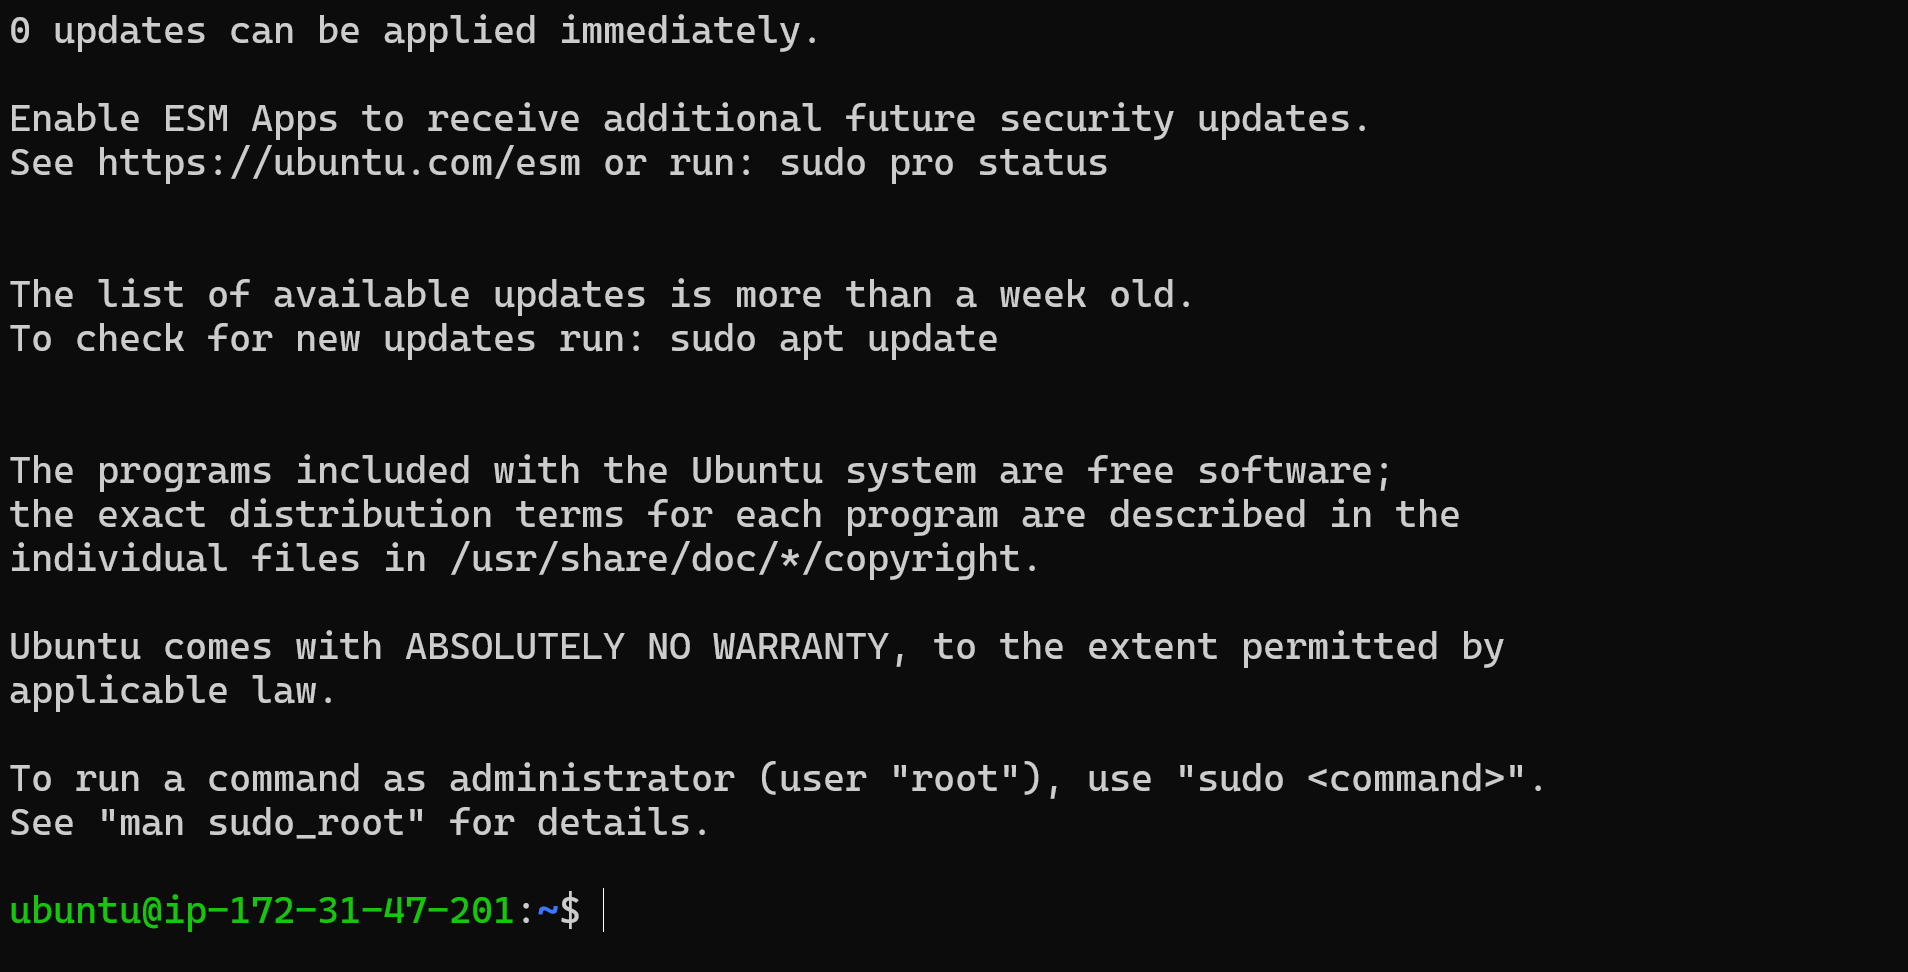 0 updates can be applied immediately.
Enable ESM Apps to receive additional future security updates.
See https://ubuntu.com/esm or run: sudo pro status
The list of available updates is more than a week old.
To check for new updates run: sudo apt update
The programs included with the Ubuntu system are free software;
the exact distribution terms for each program are described in the
individual files in /usr/share/doc/*/copyright.
Ubuntu comes with ABSOLUTELY NO WARRANTY, to the extent permitted by
applicable law.
To run a command as administrator (user "root"), use "sudo <command>".
See "man sudo_root" for details.
ubuntu@ip-172-31-47-201:~$